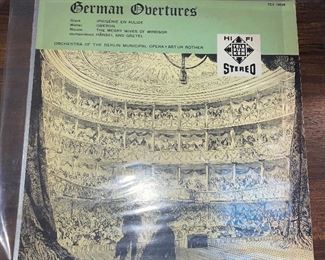 German Overtures
Gluck IPHIGÉNIE EN AULIDE
Weber OBERON
Nicolai THE MERRY WIVES OF WINDSOR
Humperdinck HÄNSEL AND GRETEL
ORCHESTRA OF THE BERLIN MUNICIPAL OPERA • ARTUR ROTHER
HI FI
STEREO